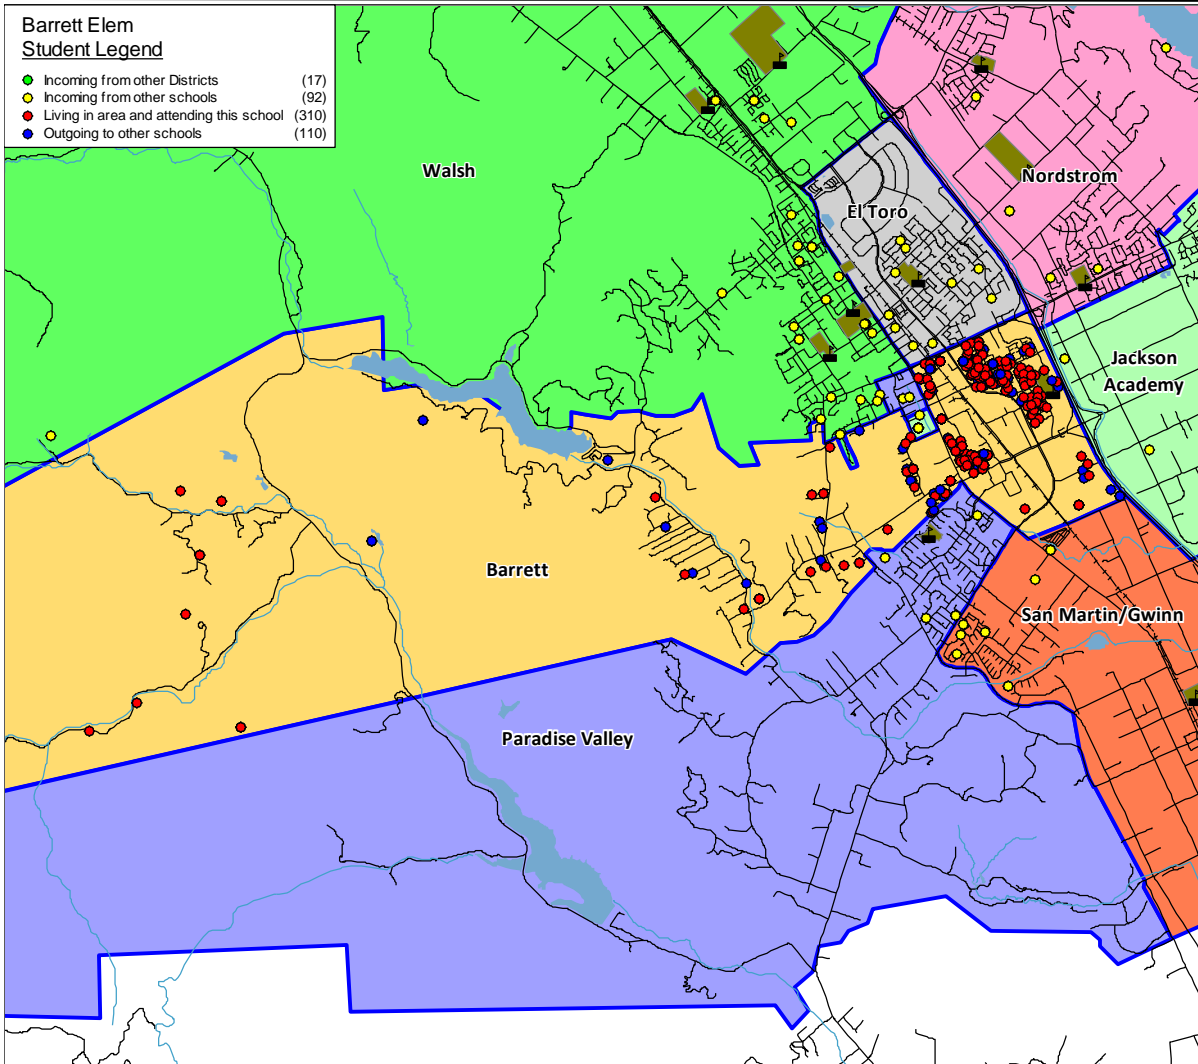 Barrett Elem
Student Legend
Incoming from other Districts (17)
Incoming from other schools (92)
Living in area and attending this school (310)
Outgoing to other schools (110)
Walsh
Nordstrom
El Toro
Jackson
Academy
Barrett
San Martin/Gwinn
Paradise Valley